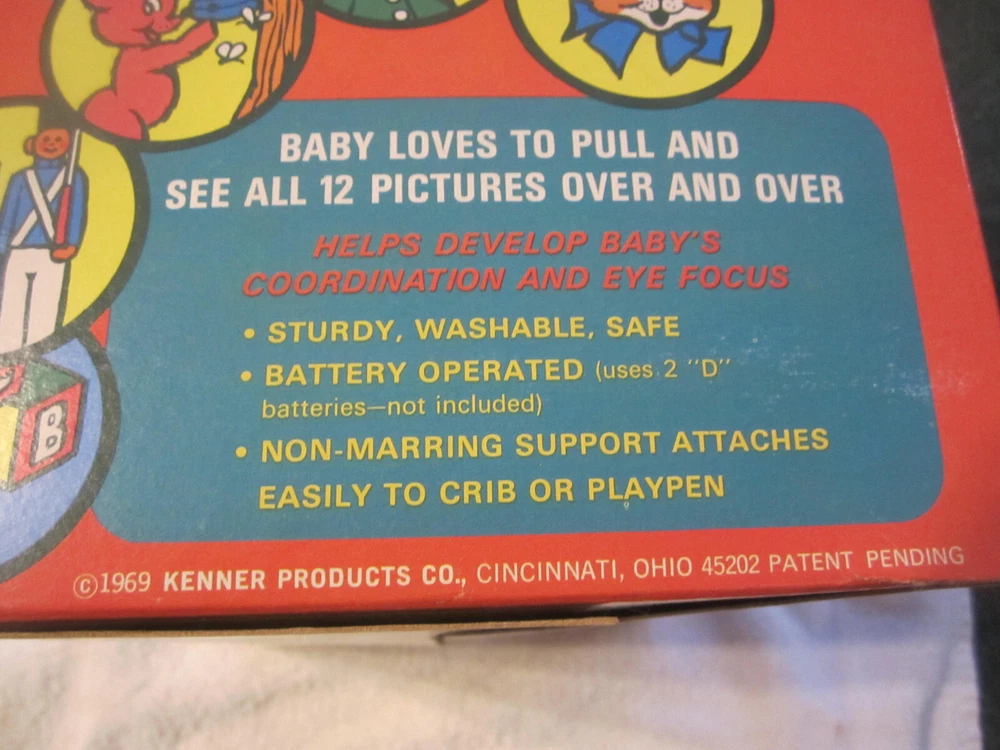 BABY LOVES TO PULL AND
SEE ALL 12 PICTURES OVER AND OVER
HELPS DEVELOP BABY'S
COORDINATION AND EYE FOCUS
• STURDY, WASHABLE, SAFE
• BATTERY OPERATED (uses 2 "D"
batteries—not included)
• NON-MARRING SUPPORT ATTACHES
EASILY TO CRIB OR PLAYPEN
B
©1969 KENNER PRODUCTS CO., CINCINNATI, OHIO 45202 PATENT PENDING